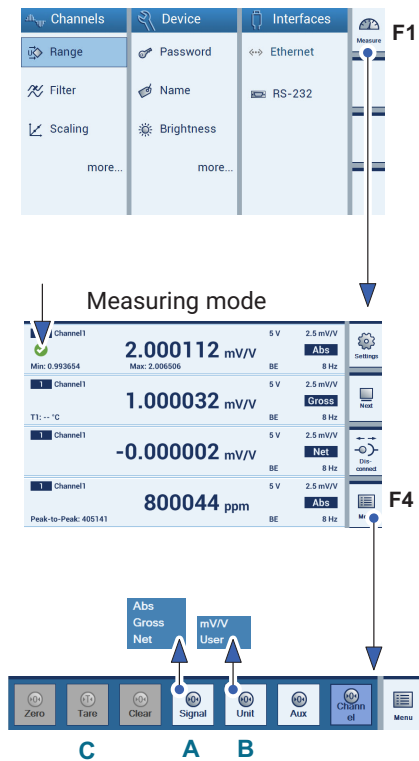 Channels Device Interfaces
Measure F1
Range Password Ethernet
Filter Name RS-232
Scaling Brightness
more... more...
Measuring mode
Channel1 5 V 2.5 mV/V
2.000112 mV/V Abs
Min: 0.993654 Max: 2.006506 BE 8 Hz
Settings
1 Channel1 5 V 2.5 mV/V
1.000032 mV/V Gross
T1: -- °C BE 8 Hz
Next
1 Channel1 5 V 2.5 mV/V
-0.000002 mV/V Net
BE 8 Hz
Dis-
connect
1 Channel1 5 V 2.5 mV/V
800044 ppm Abs
Peak-to-Peak: 405141 BE 8 Hz
F4
Abs
Gross
Net
mV/V
User
Zero Tare Clear Signal Unit Aux Chann
el
Menu
C A B